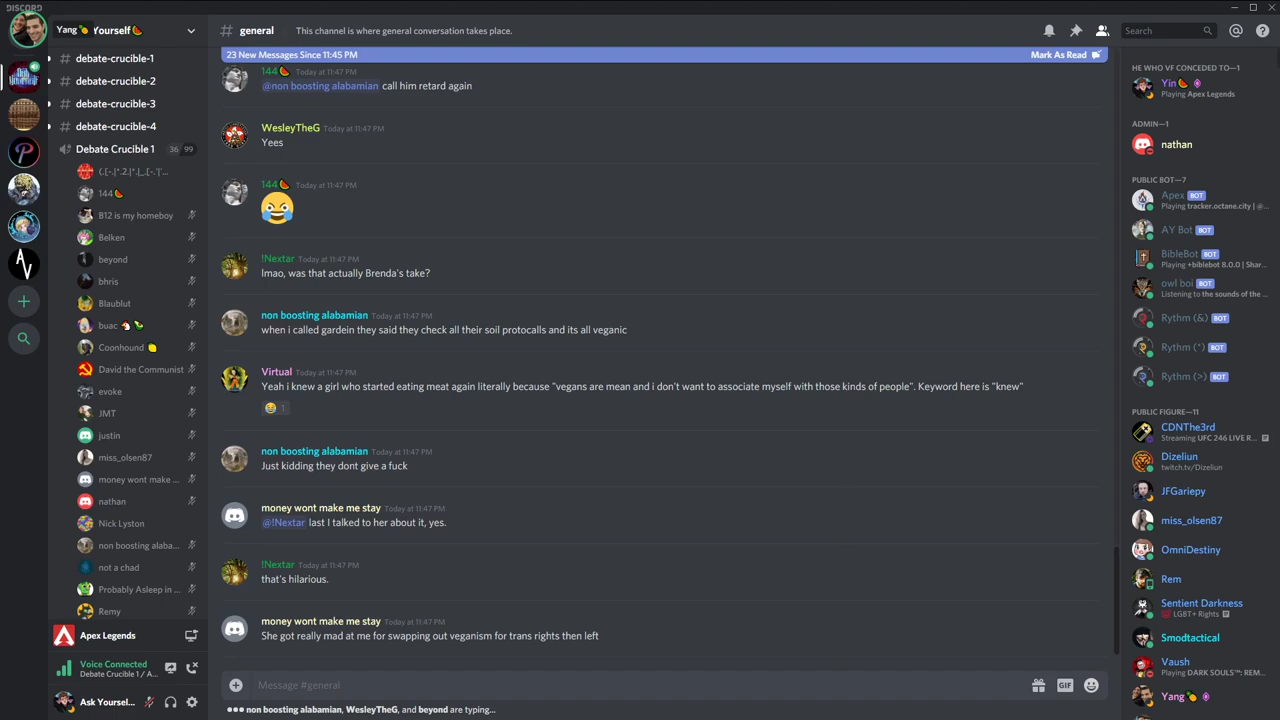 DISCORD
Yang Yourself
# general
This channel is where general conversation takes place.
Search
23 New Messages Since 11:45 PM
Mark As Read
# debate-crucible-1
# debate-crucible-2
# debate-crucible-3
# debate-crucible-4
Debate Crucible 1 36 99
144
B12 is my homeboy
Belken
beyond
bhris
Blaublut
buac
Coonhound
David the Communist
evoke
JMT
justin
miss_olsen87
money wont make ...
nathan
Nick Lyston
non boosting alaba...
not a chad
Probably Asleep in ...
Remy
Apex Legends
Voice Connected
Debate Crucible 1 / A...
Ask Yoursel...
144 Today at 11:47 PM
@non boosting alabamian call him retard again
WesleyTheG Today at 11:47 PM
Yees
144 Today at 11:47 PM
!Nextar Today at 11:47 PM
lmao, was that actually Brenda's take?
non boosting alabamian Today at 11:47 PM
when i called gardein they said they check all their soil protocalls and its all veganic
Virtual Today at 11:47 PM
Yeah i knew a girl who started eating meat again literally because "vegans are mean and i don't want to associate myself with those kinds of people". Keyword here is "knew"
1
non boosting alabamian Today at 11:47 PM
Just kidding they dont give a fuck
money wont make me stay Today at 11:47 PM
@!Nextar last I talked to her about it, yes.
!Nextar Today at 11:47 PM
that's hilarious.
money wont make me stay Today at 11:47 PM
She got really mad at me for swapping out veganism for trans rights then left
Message #general
GIF
non boosting alabamian, WesleyTheG, and beyond are typing...
HE WHO VF CONCEDED TO—1
Yin
Playing Apex Legends
ADMIN—1
nathan
PUBLIC BOT—7
Apex BOT
Playing tracker.octane.city | @...
AY Bot BOT
BibleBot BOT
Playing +biblebot 8.0.0 | Shar...
owl boi BOT
Listening to the sounds of the ...
Rythm (&) BOT
Rythm (*) BOT
Rythm (>) BOT
PUBLIC FIGURE—11
CDNThe3rd
Streaming UFC 246 LIVE R...
Dizeliun
twitch.tv/Dizeliun
JFGariepy
miss_olsen87
OmniDestiny
Rem
Sentient Darkness
LGBT+ Rights
Smodtactical
Vaush
Playing DARK SOULS™: REM...
Yang